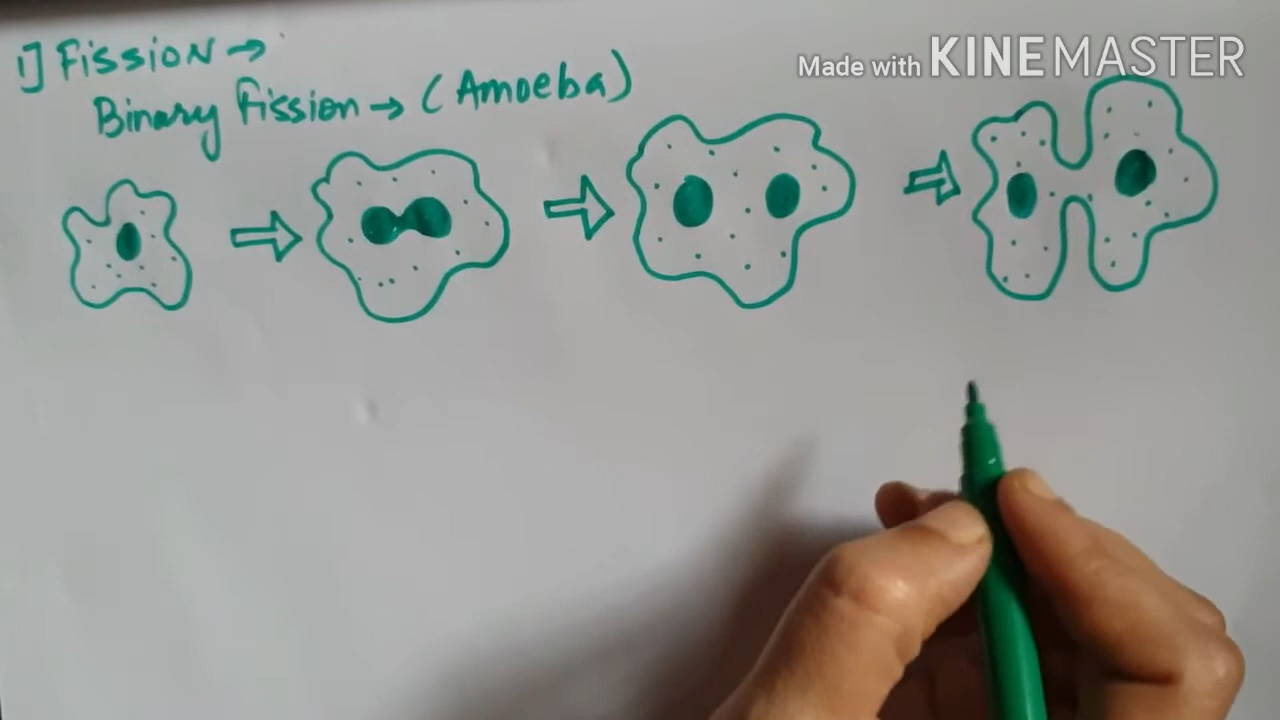 1] Fission →
Binary Fission → (Amoeba)
Made with KINEMASTER